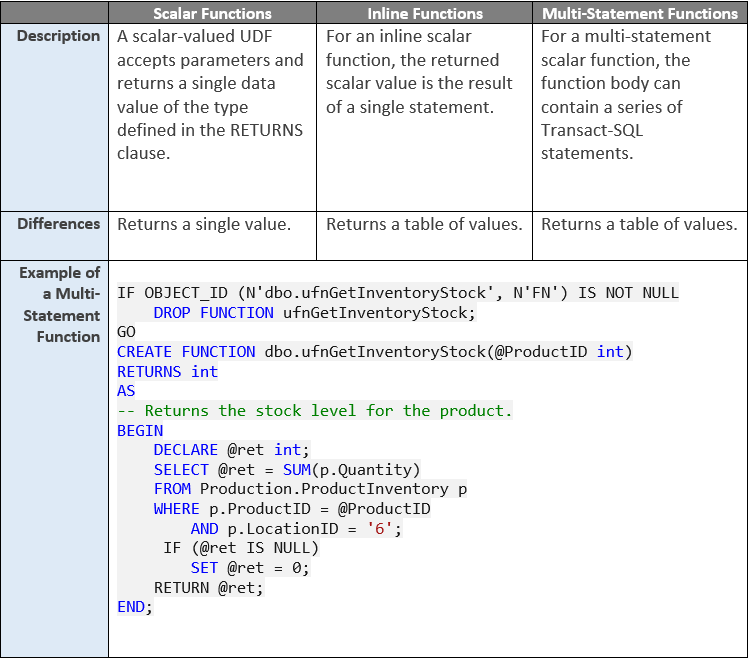 Scalar Functions Inline Functions Multi-Statement Functions
Description
A scalar-valued UDF
accepts parameters and
returns a single data
value of the type
defined in the RETURNS
clause.
For an inline scalar
function, the returned
scalar value is the result
of a single statement.
For a multi-statement
scalar function, the
function body can
contain a series of
Transact-SQL
statements.
Differences
Returns a single value.
Returns a table of values.
Returns a table of values.
Example of
a Multi-
Statement
Function
IF OBJECT_ID (N'dbo.ufnGetInventoryStock', N'FN') IS NOT NULL
    DROP FUNCTION ufnGetInventoryStock;
GO
CREATE FUNCTION dbo.ufnGetInventoryStock(@ProductID int)
RETURNS int
AS
-- Returns the stock level for the product.
BEGIN
    DECLARE @ret int;
    SELECT @ret = SUM(p.Quantity)
    FROM Production.ProductInventory p
    WHERE p.ProductID = @ProductID
        AND p.LocationID = '6';
     IF (@ret IS NULL)
        SET @ret = 0;
    RETURN @ret;
END;